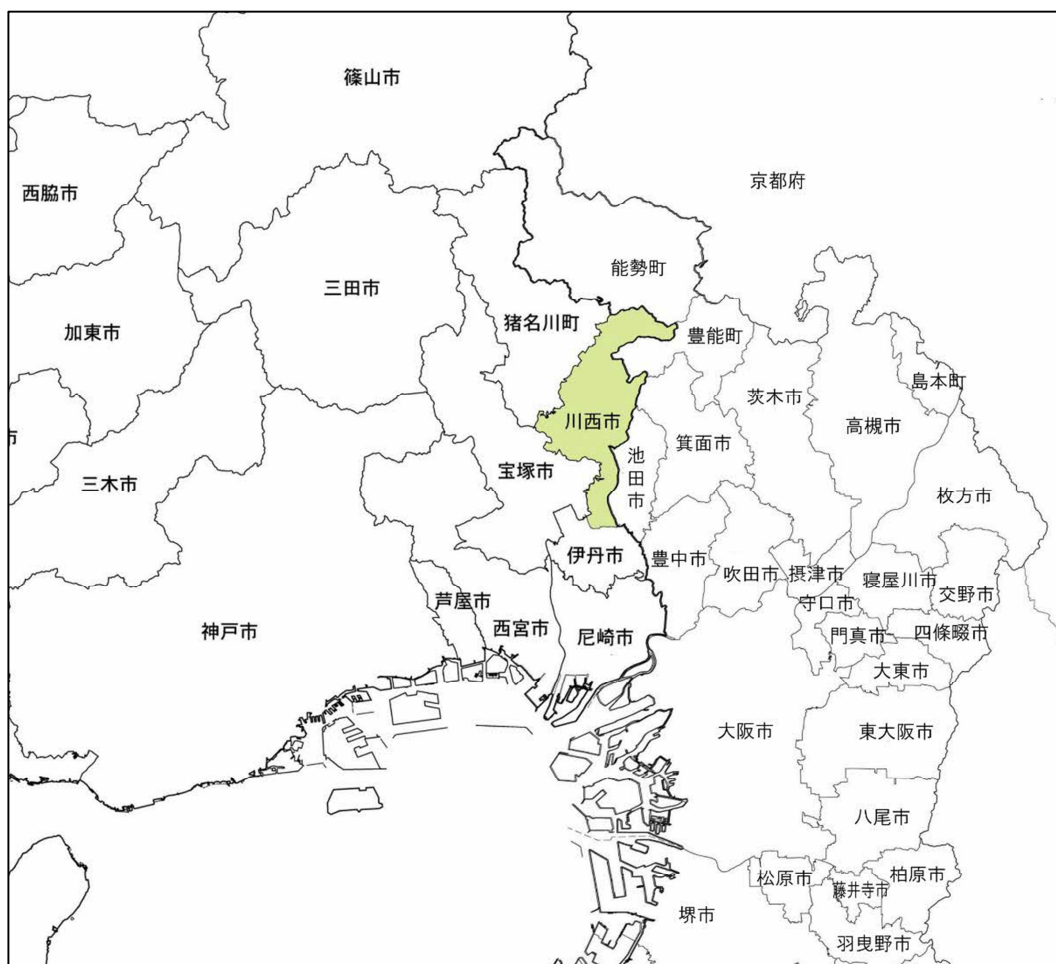 篠山市
京都府
西脇市
能勢町
三田市
猪名川町
加東市
豊能町
島本町
茨木市
川西市
高槻市
箕面市
宝塚市
池田市
三木市
市
枚方市
伊丹市
豊中市
吹田市
摂津市
寝屋川市
交野市
芦屋市
守口市
神戸市
西宮市
尼崎市
門真市
四條畷市
大東市
大阪市
東大阪市
八尾市
松原市
藤井寺市
柏原市
堺市
羽曳野市